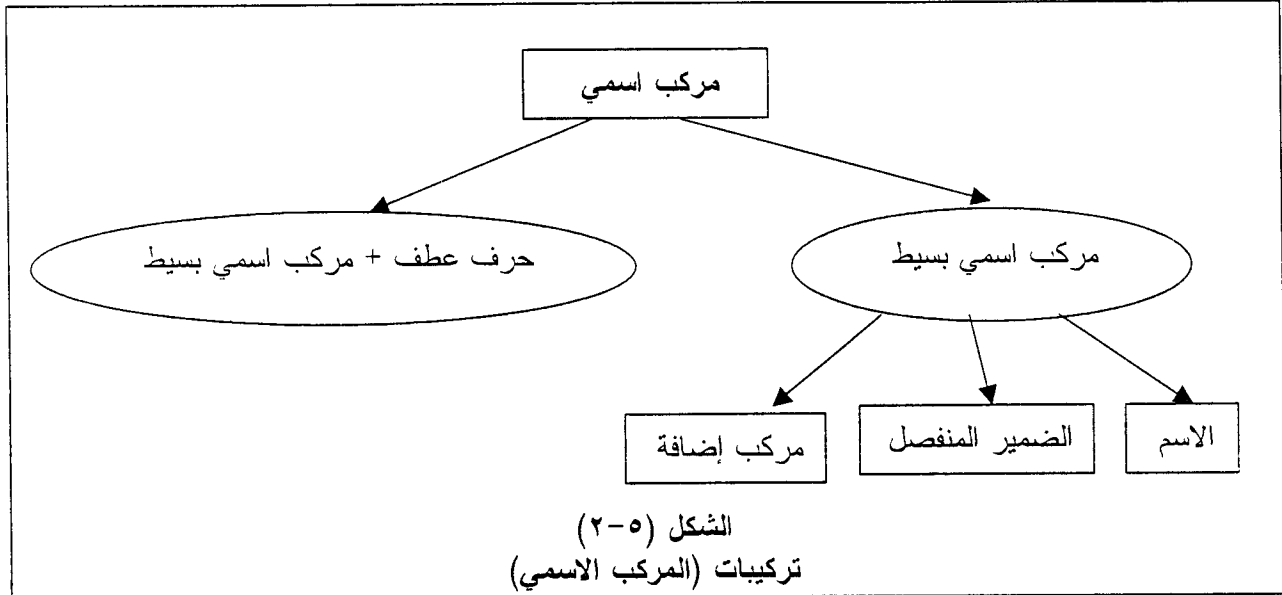 مركب اسمي
مركب اسمي بسيط
حرف عطف + مركب اسمي بسيط
الاسم
الضمير المنفصل
مركب إضافة
الشكل (٥-٢)
تركيبات (المركب الاسمي)